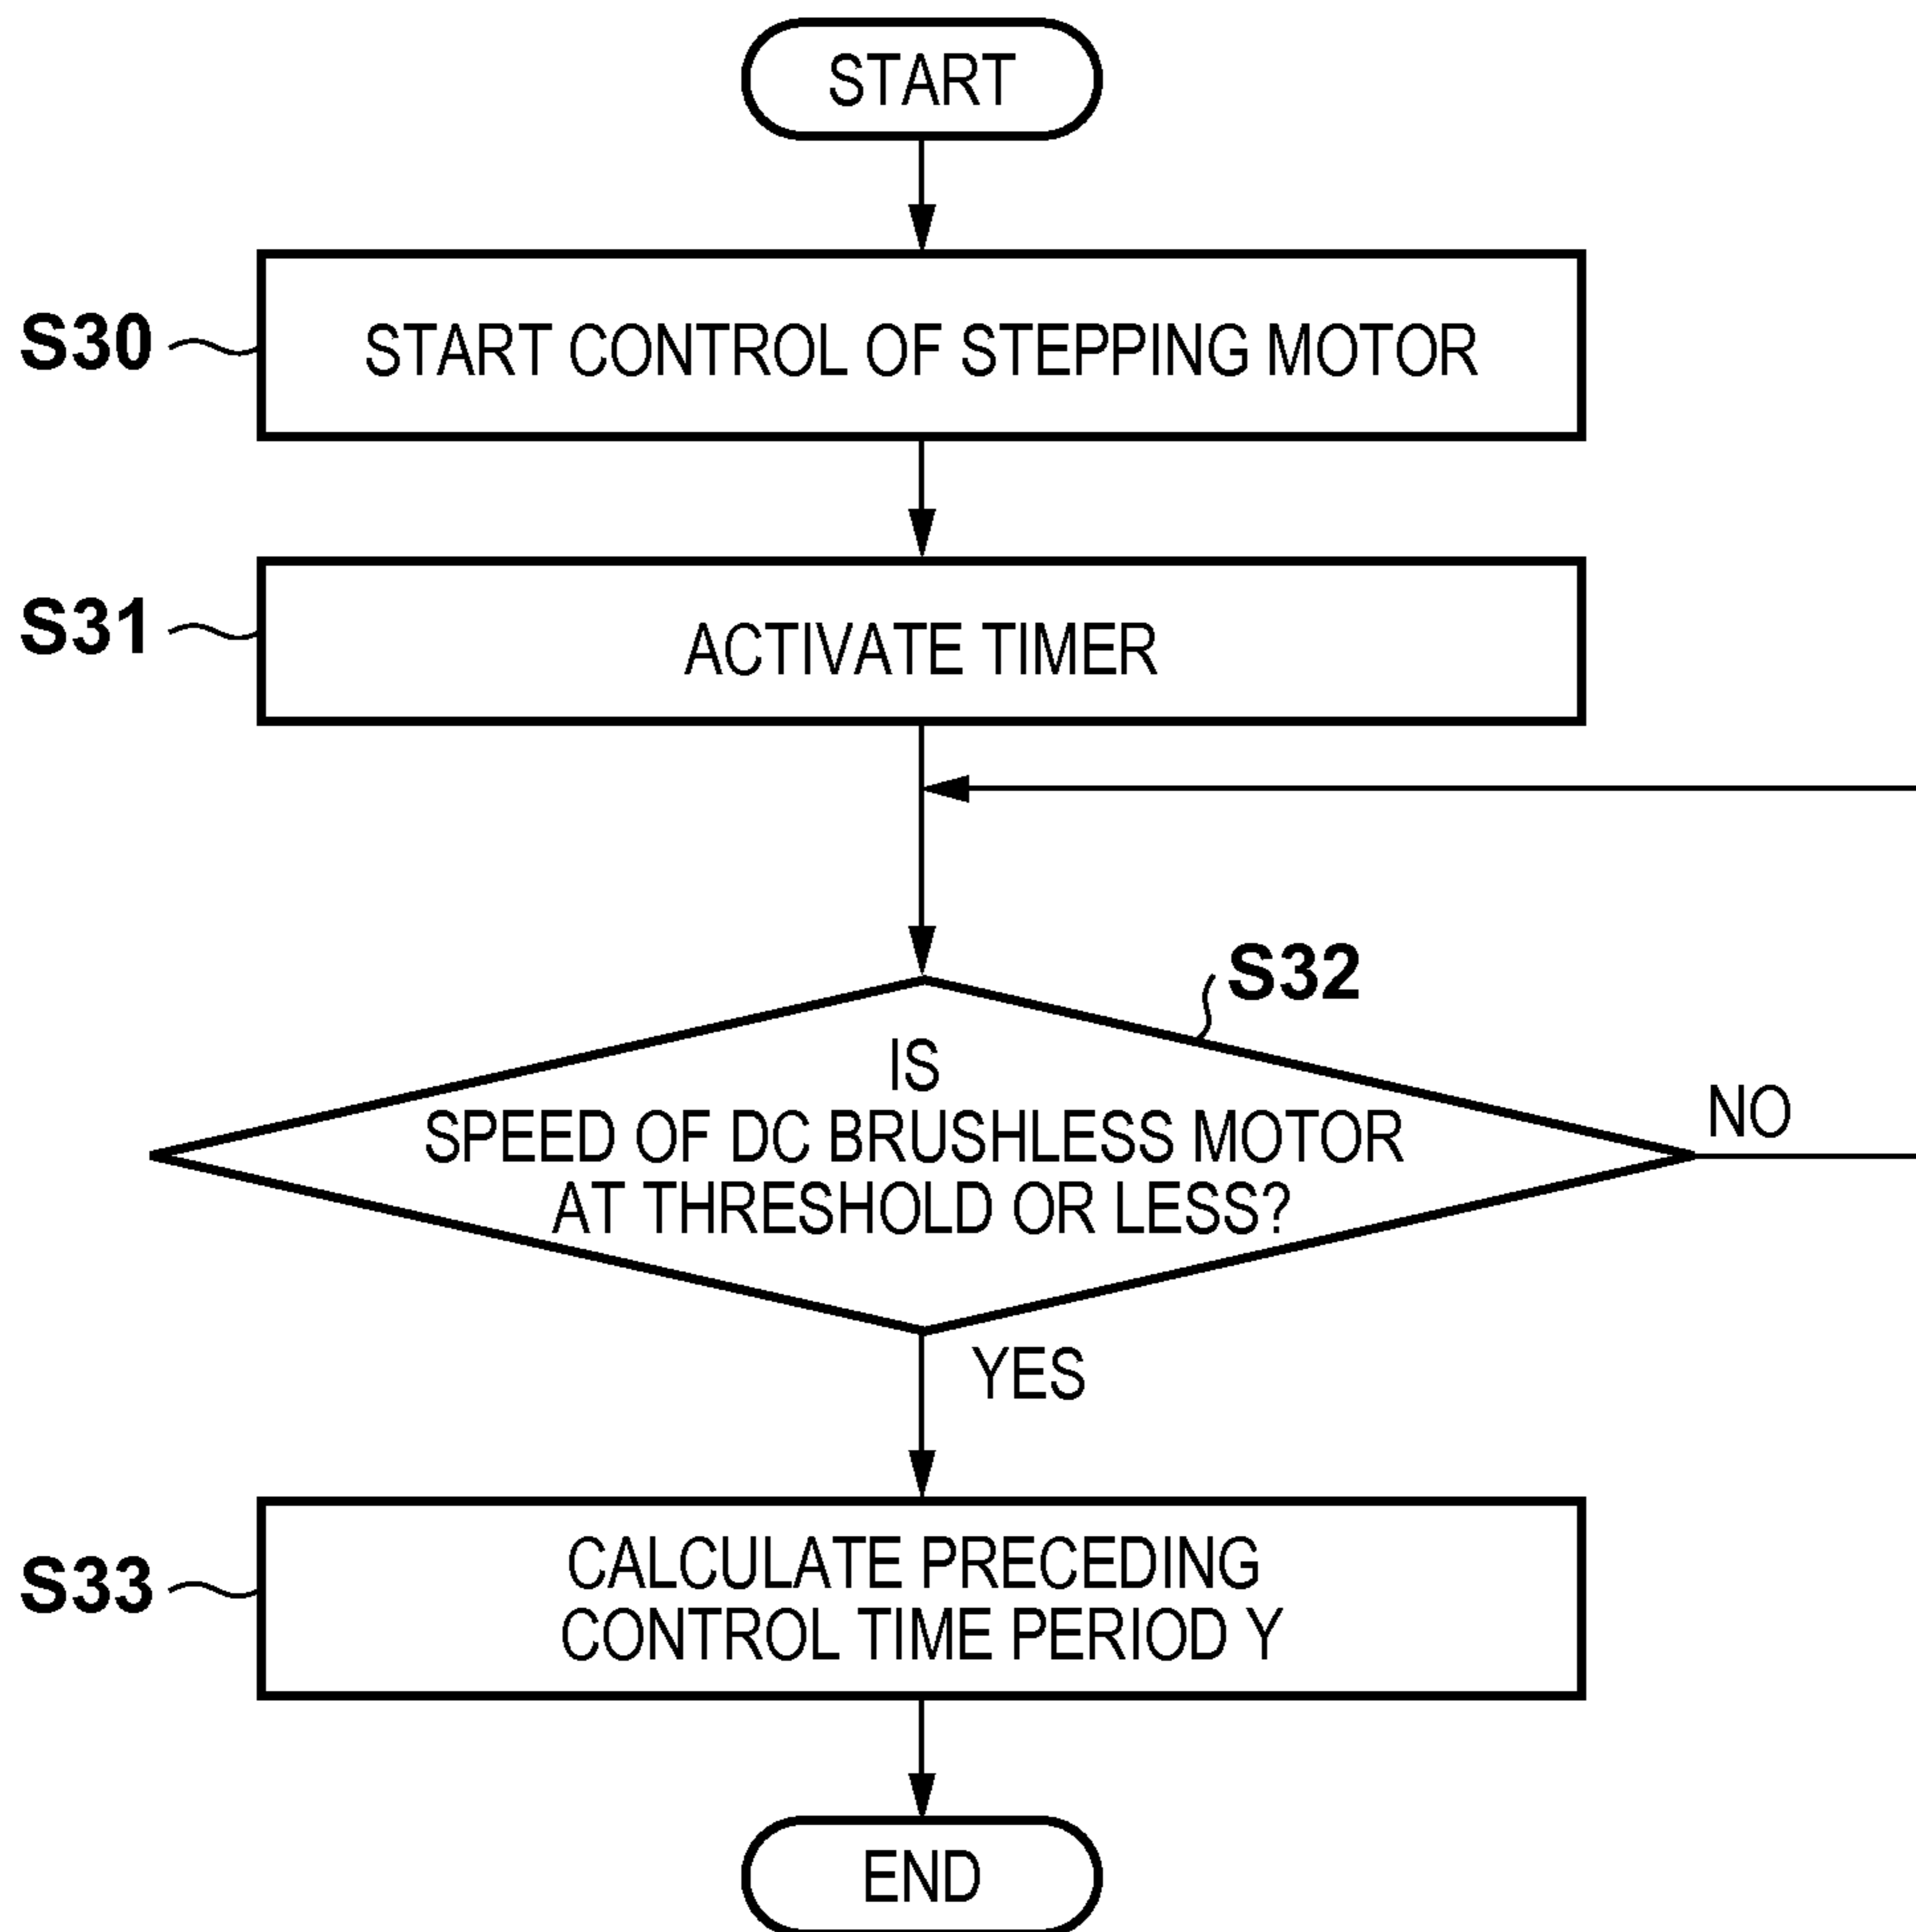 START
S30
START CONTROL OF STEPPING MOTOR
S31
ACTIVATE TIMER
S32
IS
SPEED OF DC BRUSHLESS MOTOR
AT THRESHOLD OR LESS?
NO
YES
S33
CALCULATE PRECEDING
CONTROL TIME PERIOD Y
END